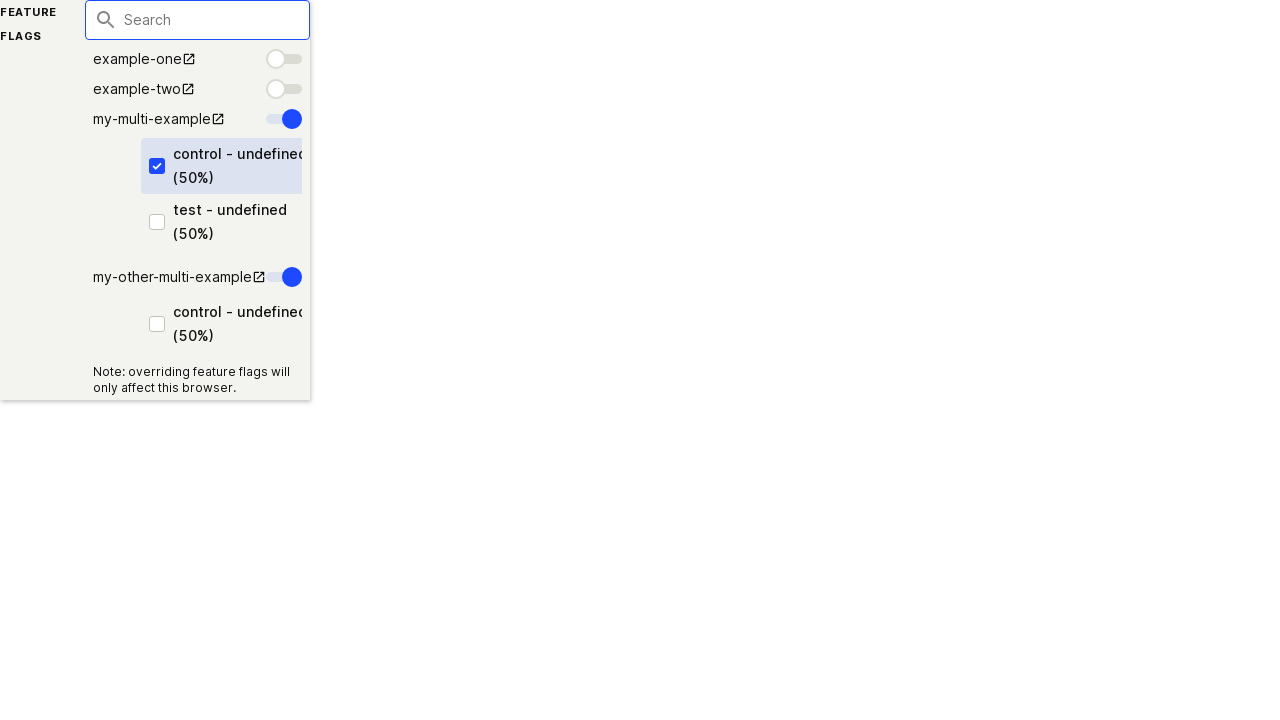 FEATURE
FLAGS
Search
example-one
example-two
my-multi-example
control - undefined
(50%)
test - undefined
(50%)
my-other-multi-example
control - undefined
(50%)
Note: overriding feature flags will
only affect this browser.